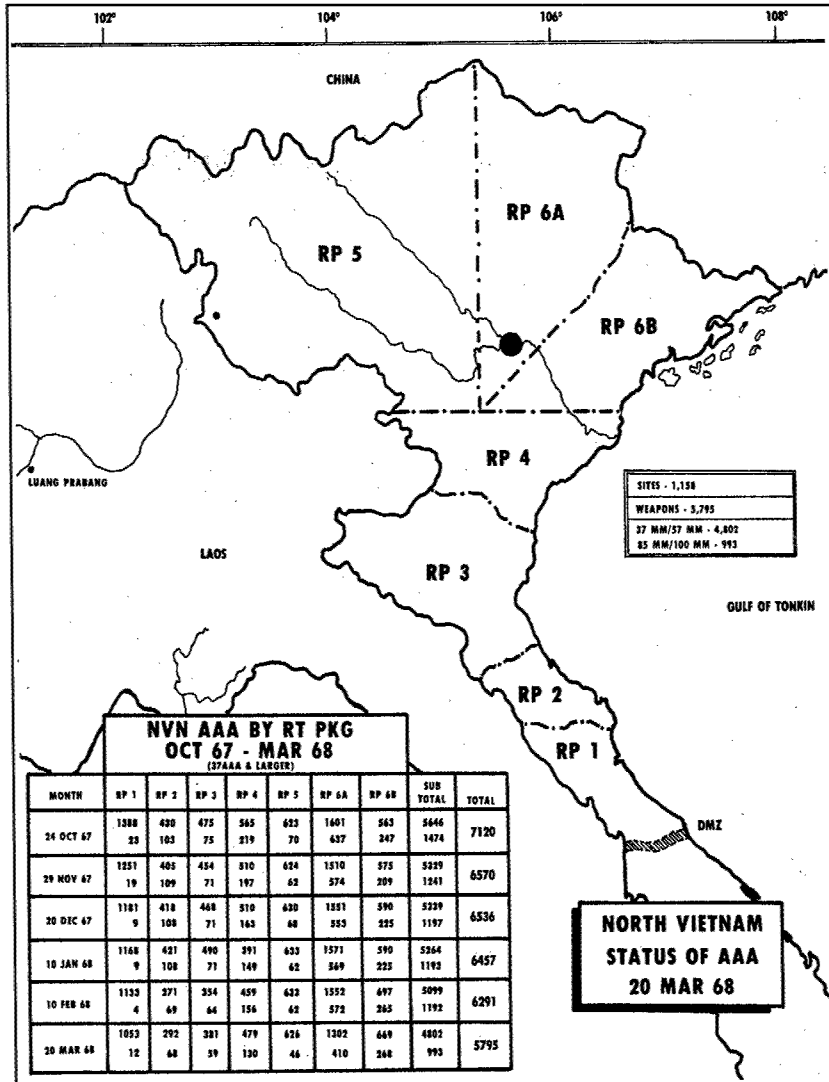 102° 104° 106° 108°
CHINA
RP 6A
RP 5
RP 6B
RP 4
LUANG PRABANG
SITES - 1,158
WEAPONS - 5,795
37 MM/57 MM - 4,802
85 MM/100 MM - 993
LAOS
RP 3
GULF OF TONKIN
RP 2
RP 1
DMZ
NVN AAA BY RT PKG
OCT 67 - MAR 68
(37AAA & LARGER)
MONTH RP 1 RP 2 RP 3 RP 4 RP 5 RP 6A RP 6B SUB TOTAL TOTAL
24 OCT 67 1388 430 475 565 623 1601 563 5646 7120
23 103 75 219 70 637 347 1474
29 NOV 67 1251 405 454 510 624 1510 575 5329 6570
19 109 71 197 62 574 209 1241
20 DEC 67 1181 418 468 510 630 1551 590 5339 6536
9 108 71 163 68 553 225 1197
10 JAN 68 1168 421 490 391 633 1571 590 5264 6457
9 108 71 149 62 569 225 1193
10 FEB 68 1133 271 354 459 633 1552 697 5099 6291
4 69 64 156 62 572 265 1192
20 MAR 68 1053 292 381 479 626 1302 669 4802 5795
12 68 59 130 46 410 268 993
NORTH VIETNAM
STATUS OF AAA
20 MAR 68